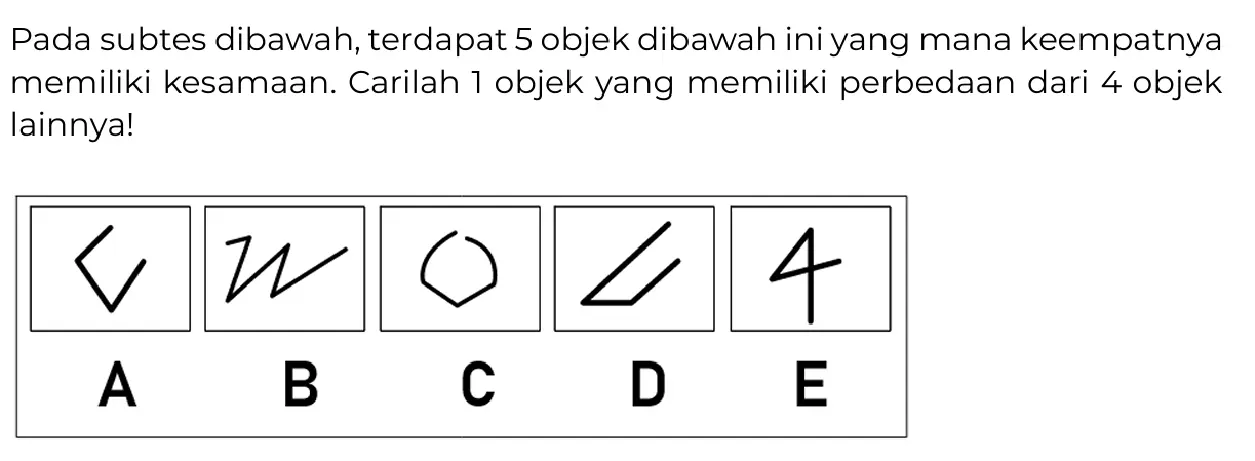 Pada subtes dibawah, terdapat 5 objek dibawah ini yang mana keempatnya
memiliki kesamaan. Carilah 1 objek yang memiliki perbedaan dari 4 objek
lainnya!
A B C D E